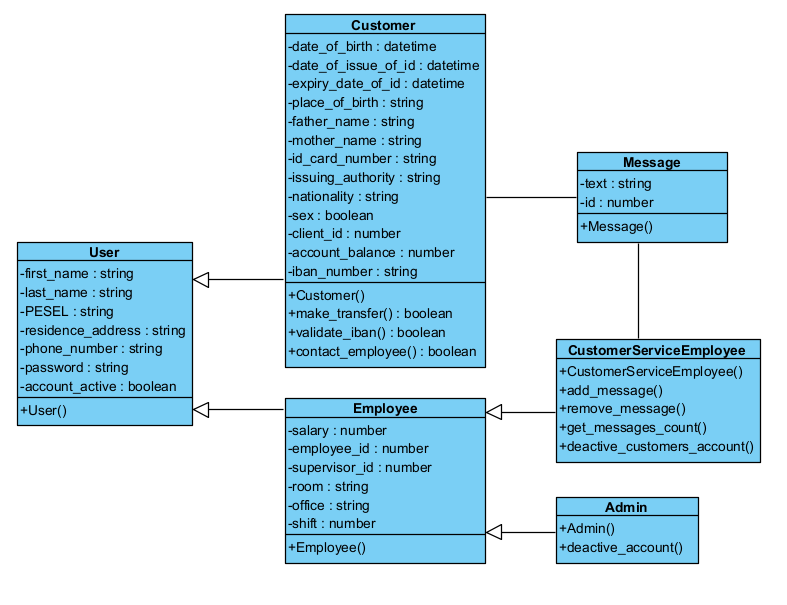 Customer
-date_of_birth : datetime
-date_of_issue_of_id : datetime
-expiry_date_of_id : datetime
-place_of_birth : string
-father_name : string
-mother_name : string
-id_card_number : string
-issuing_authority : string
-nationality : string
-sex : boolean
-client_id : number
-account_balance : number
-iban_number : string
+Customer()
+make_transfer() : boolean
+validate_iban() : boolean
+contact_employee() : boolean
Message
-text : string
-id : number
+Message()
User
-first_name : string
-last_name : string
-PESEL : string
-residence_address : string
-phone_number : string
-password : string
-account_active : boolean
+User()
CustomerServiceEmployee
+CustomerServiceEmployee()
+add_message()
+remove_message()
+get_messages_count()
+deactive_customers_account()
Employee
-salary : number
-employee_id : number
-supervisor_id : number
-room : string
-office : string
-shift : number
+Employee()
Admin
+Admin()
+deactive_account()